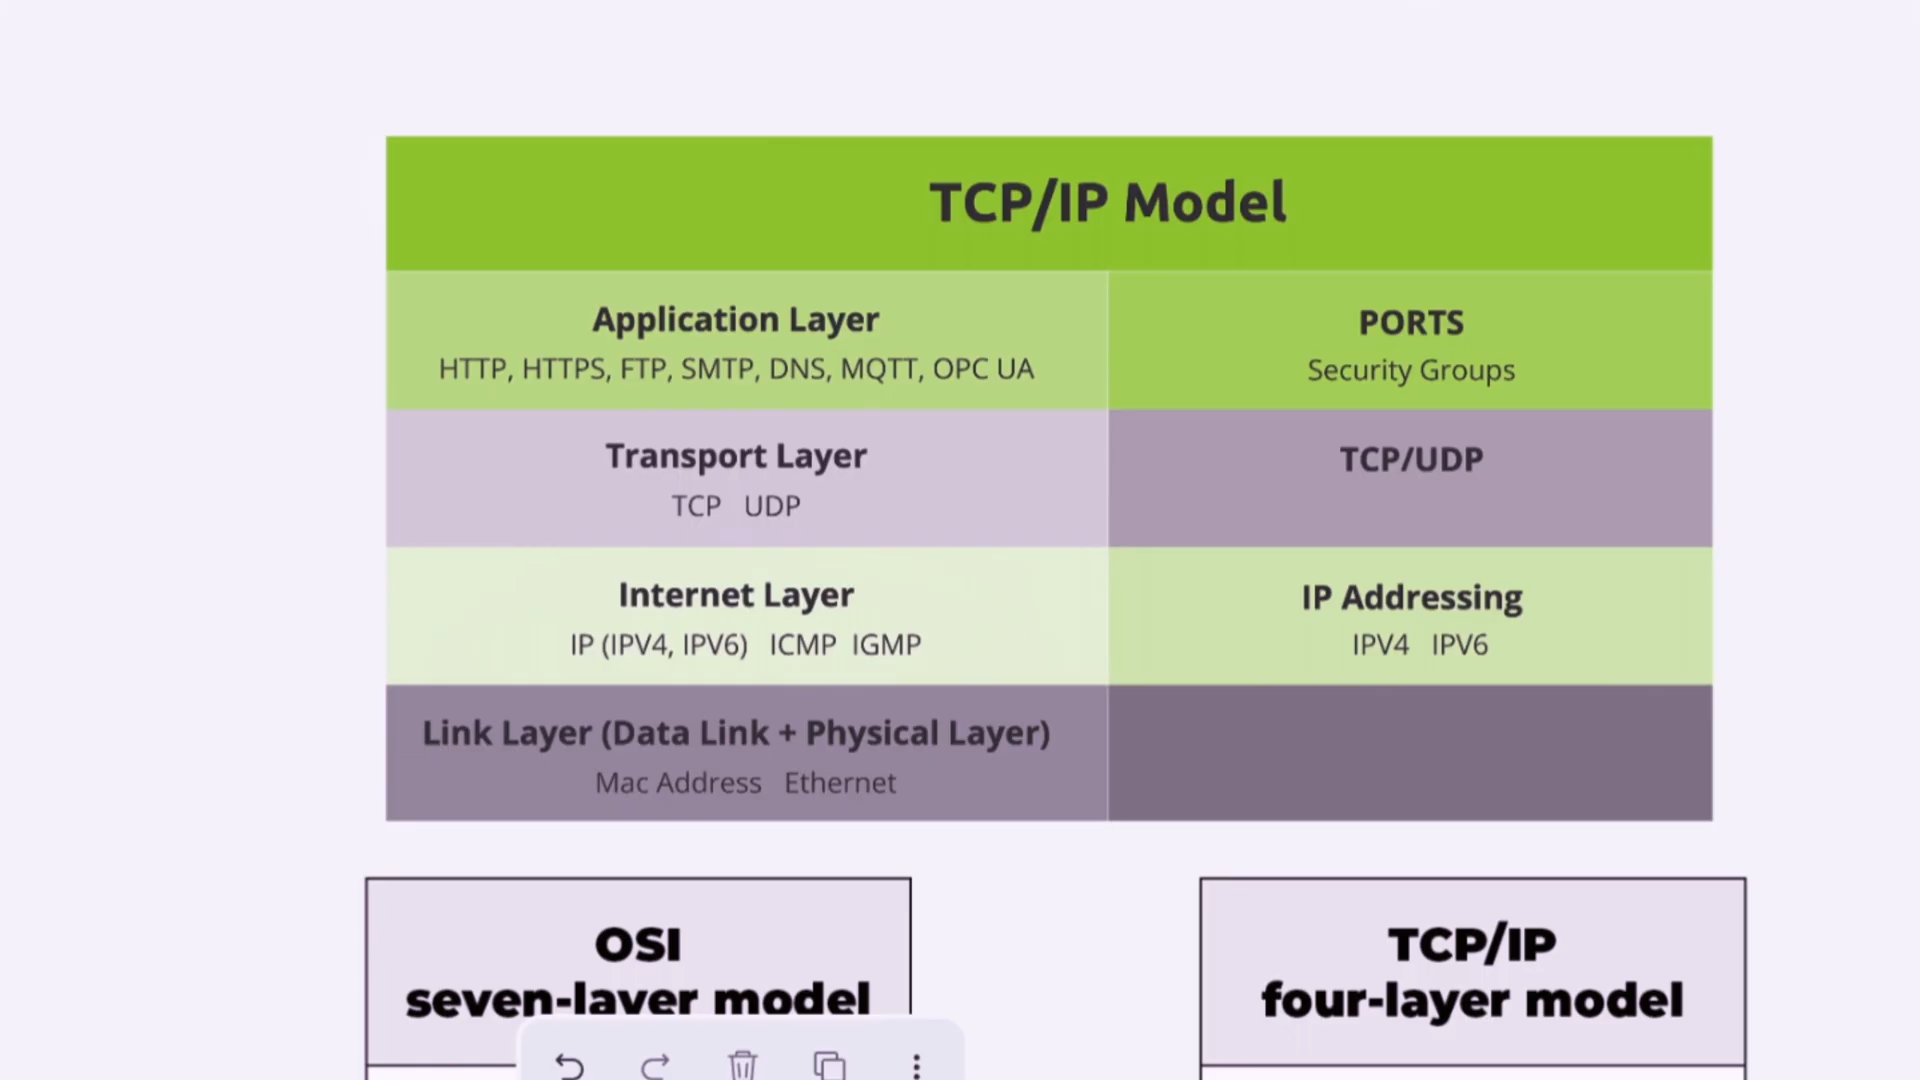 TCP/IP Model
Application Layer
HTTP, HTTPS, FTP, SMTP, DNS, MQTT, OPC UA
PORTS
Security Groups
Transport Layer
TCP UDP
TCP/UDP
Internet Layer
IP (IPV4, IPV6) ICMP IGMP
IP Addressing
IPV4 IPV6
Link Layer (Data Link + Physical Layer)
Mac Address Ethernet
OSI
seven-layer model
TCP/IP
four-layer model